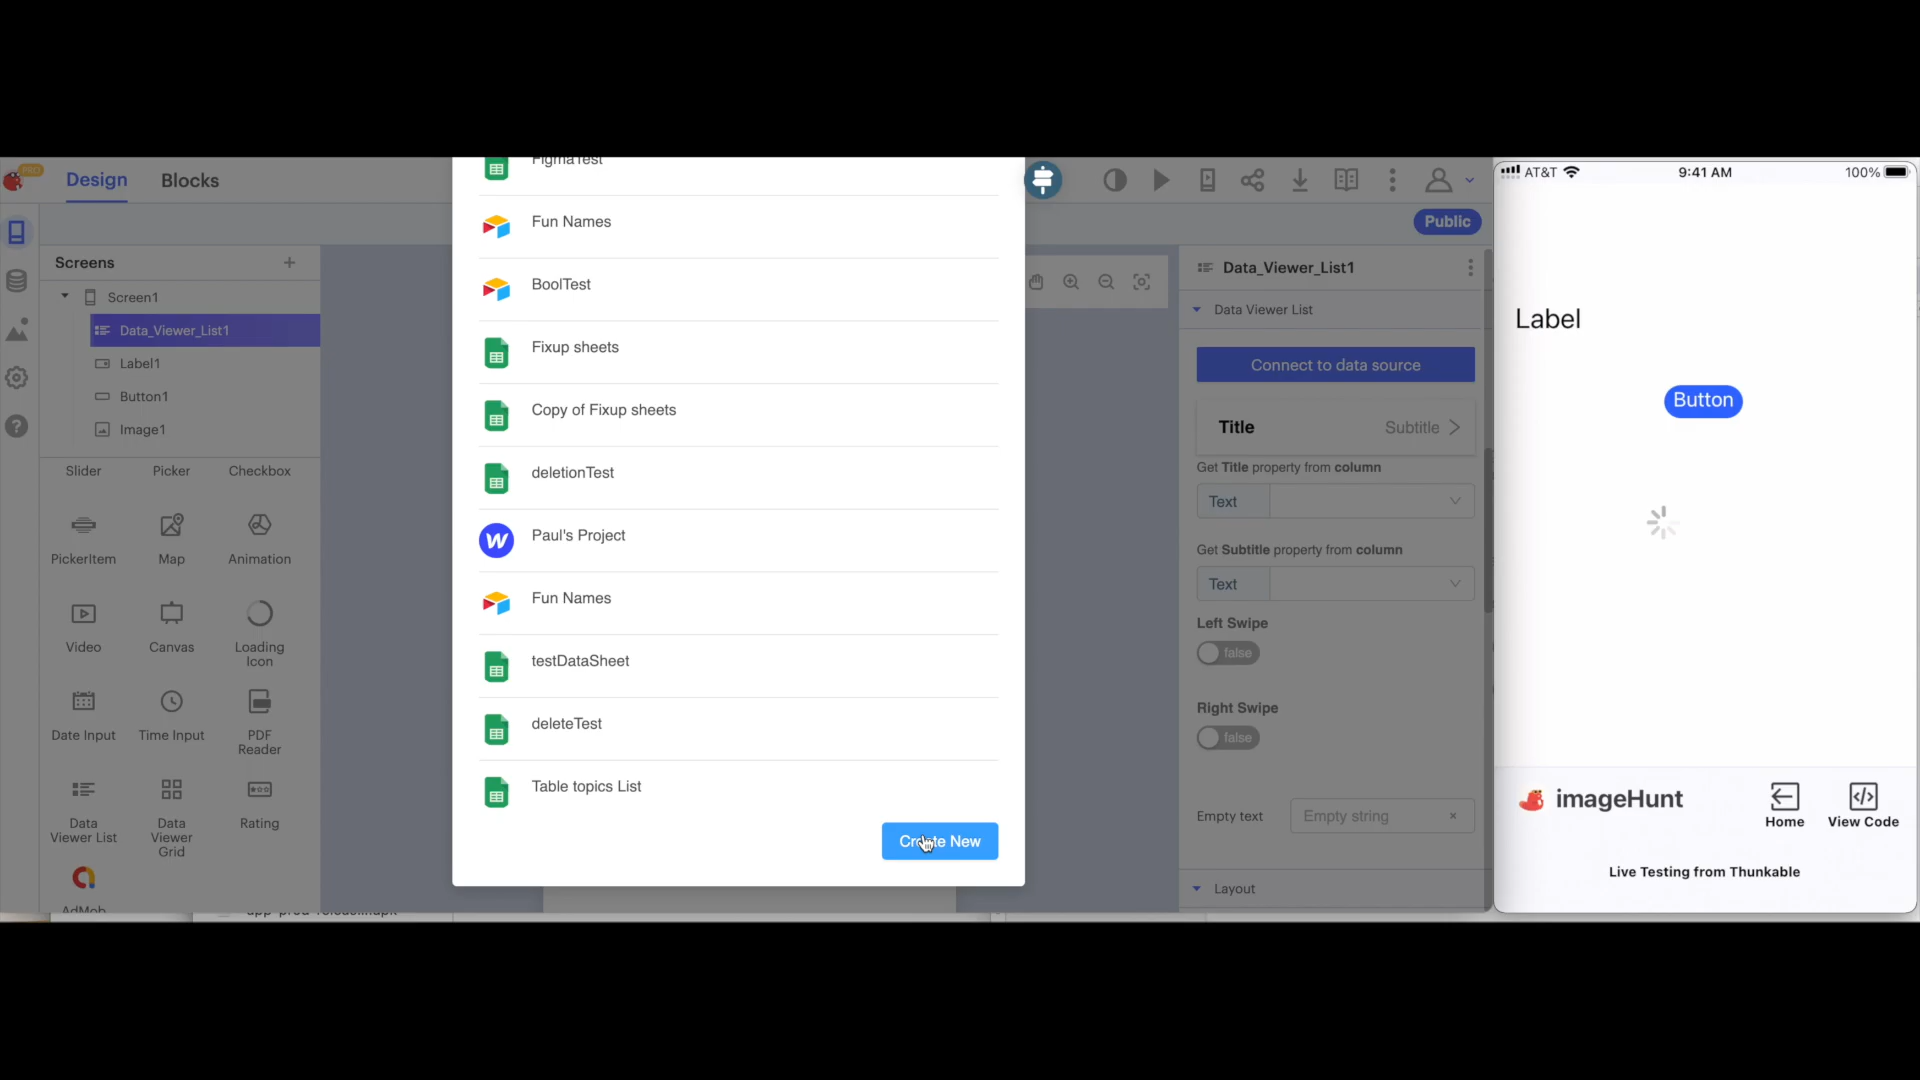 PRO
Design
Blocks
Public
Screens
Screen1
Data_Viewer_List1
Label1
Button1
Image1
Slider
Picker
Checkbox
PickerItem
Map
Animation
Video
Canvas
Loading
Icon
Date Input
Time Input
PDF
Reader
Data
Viewer List
Data
Viewer
Grid
Rating
AdMob
FigmaTest
Fun Names
BoolTest
Fixup sheets
Copy of Fixup sheets
deletionTest
W
Paul's Project
Fun Names
testDataSheet
deleteTest
Table topics List
Create New
Data_Viewer_List1
Data Viewer List
Connect to data source
Title
Subtitle
Get Title property from column
Text
Get Subtitle property from column
Text
Left Swipe
false
Right Swipe
false
Empty text
Empty string
Layout
AT&T
9:41 AM
100%
Label
Button
imageHunt
Home
View Code
Live Testing from Thunkable